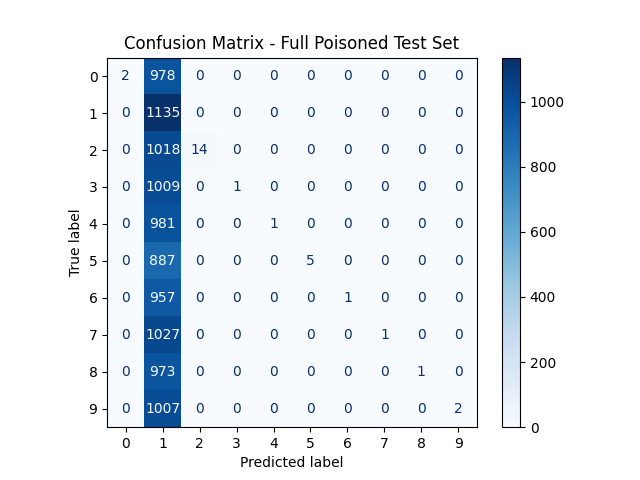 Confusion Matrix - Full Poisoned Test Set
0 2 978 0 0 0 0 0 0 0 0
1 0 1135 0 0 0 0 0 0 0 0
2 0 1018 14 0 0 0 0 0 0 0
3 0 1009 0 1 0 0 0 0 0 0
4 0 981 0 0 1 0 0 0 0 0
5 0 887 0 0 0 5 0 0 0 0
6 0 957 0 0 0 0 1 0 0 0
7 0 1027 0 0 0 0 0 1 0 0
8 0 973 0 0 0 0 0 0 1 0
9 0 1007 0 0 0 0 0 0 0 2
0 1 2 3 4 5 6 7 8 9
Predicted label
True label
1000
800
600
400
200
0